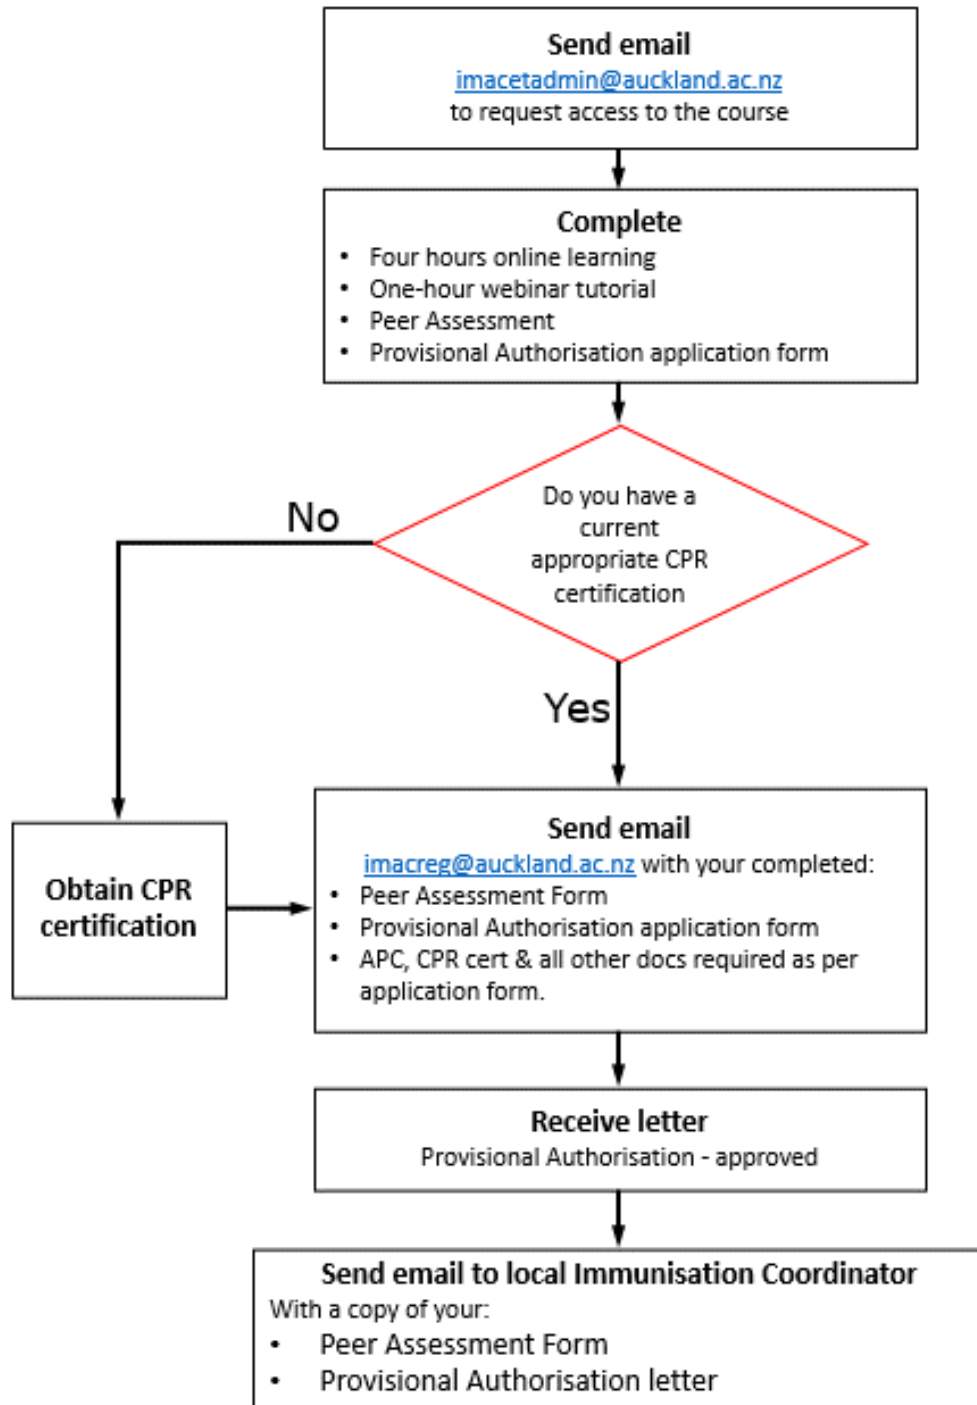 Send email
imacetadmin@auckland.ac.nz
to request access to the course
Complete
• Four hours online learning
• One-hour webinar tutorial
• Peer Assessment
• Provisional Authorisation application form
Do you have a
current
appropriate CPR
certification
No
Yes
Obtain CPR
certification
Send email
imacreg@auckland.ac.nz with your completed:
• Peer Assessment Form
• Provisional Authorisation application form
• APC, CPR cert & all other docs required as per
application form.
Receive letter
Provisional Authorisation - approved
Send email to local Immunisation Coordinator
With a copy of your:
• Peer Assessment Form
• Provisional Authorisation letter